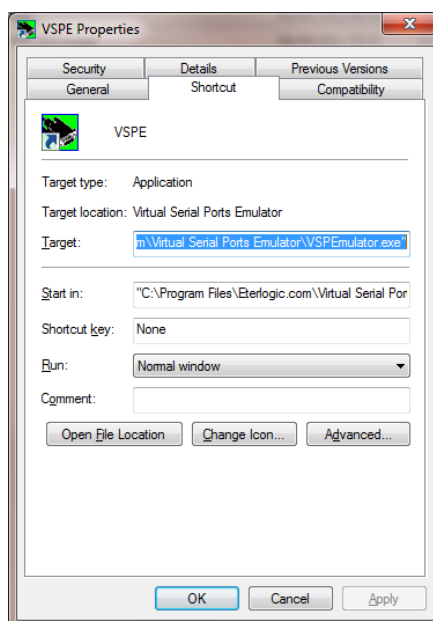 VSPE Properties
Security Details Previous Versions
General Shortcut Compatibility
VSPE
Target type: Application
Target location: Virtual Serial Ports Emulator
Target: m\Virtual Serial Ports Emulator\VSPEmulator.exe"
Start in: "C:\Program Files\Eterlogic.com\Virtual Serial Por
Shortcut key: None
Run: Normal window
Comment:
Open File Location Change Icon... Advanced...
OK Cancel Apply